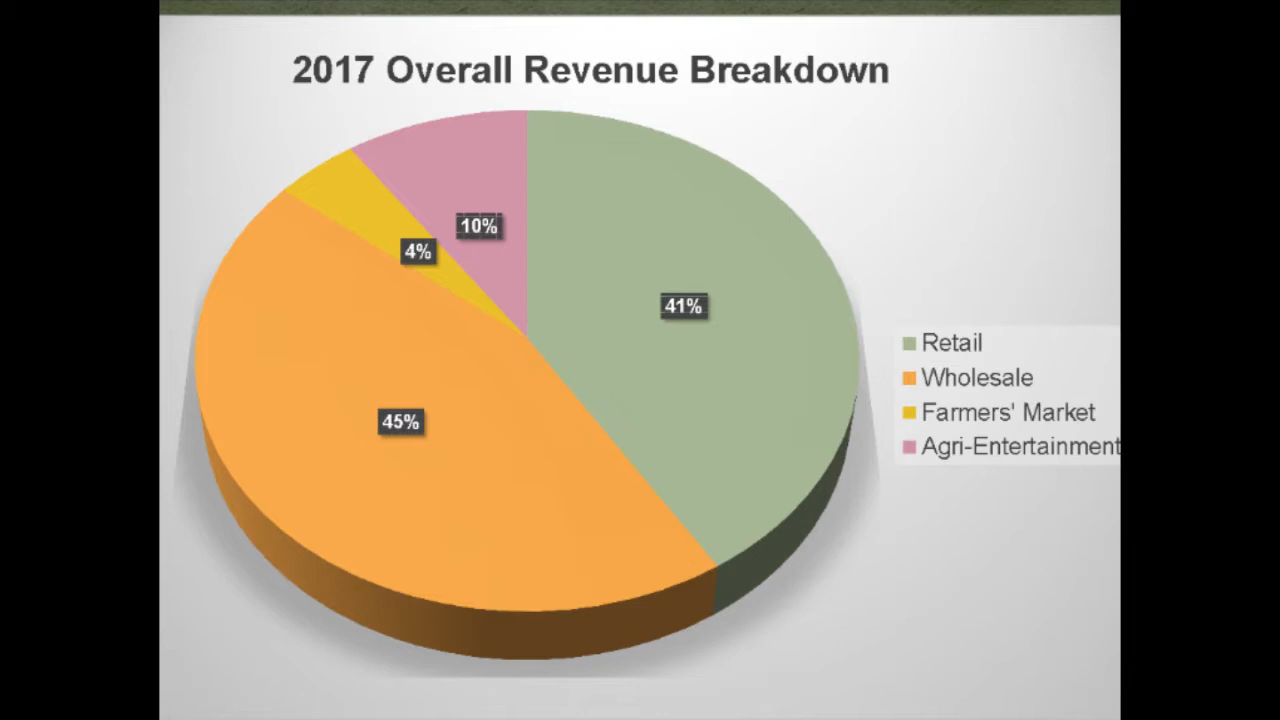 2017 Overall Revenue Breakdown
10%
4%
41%
45%
Retail
Wholesale
Farmers' Market
Agri-Entertainment